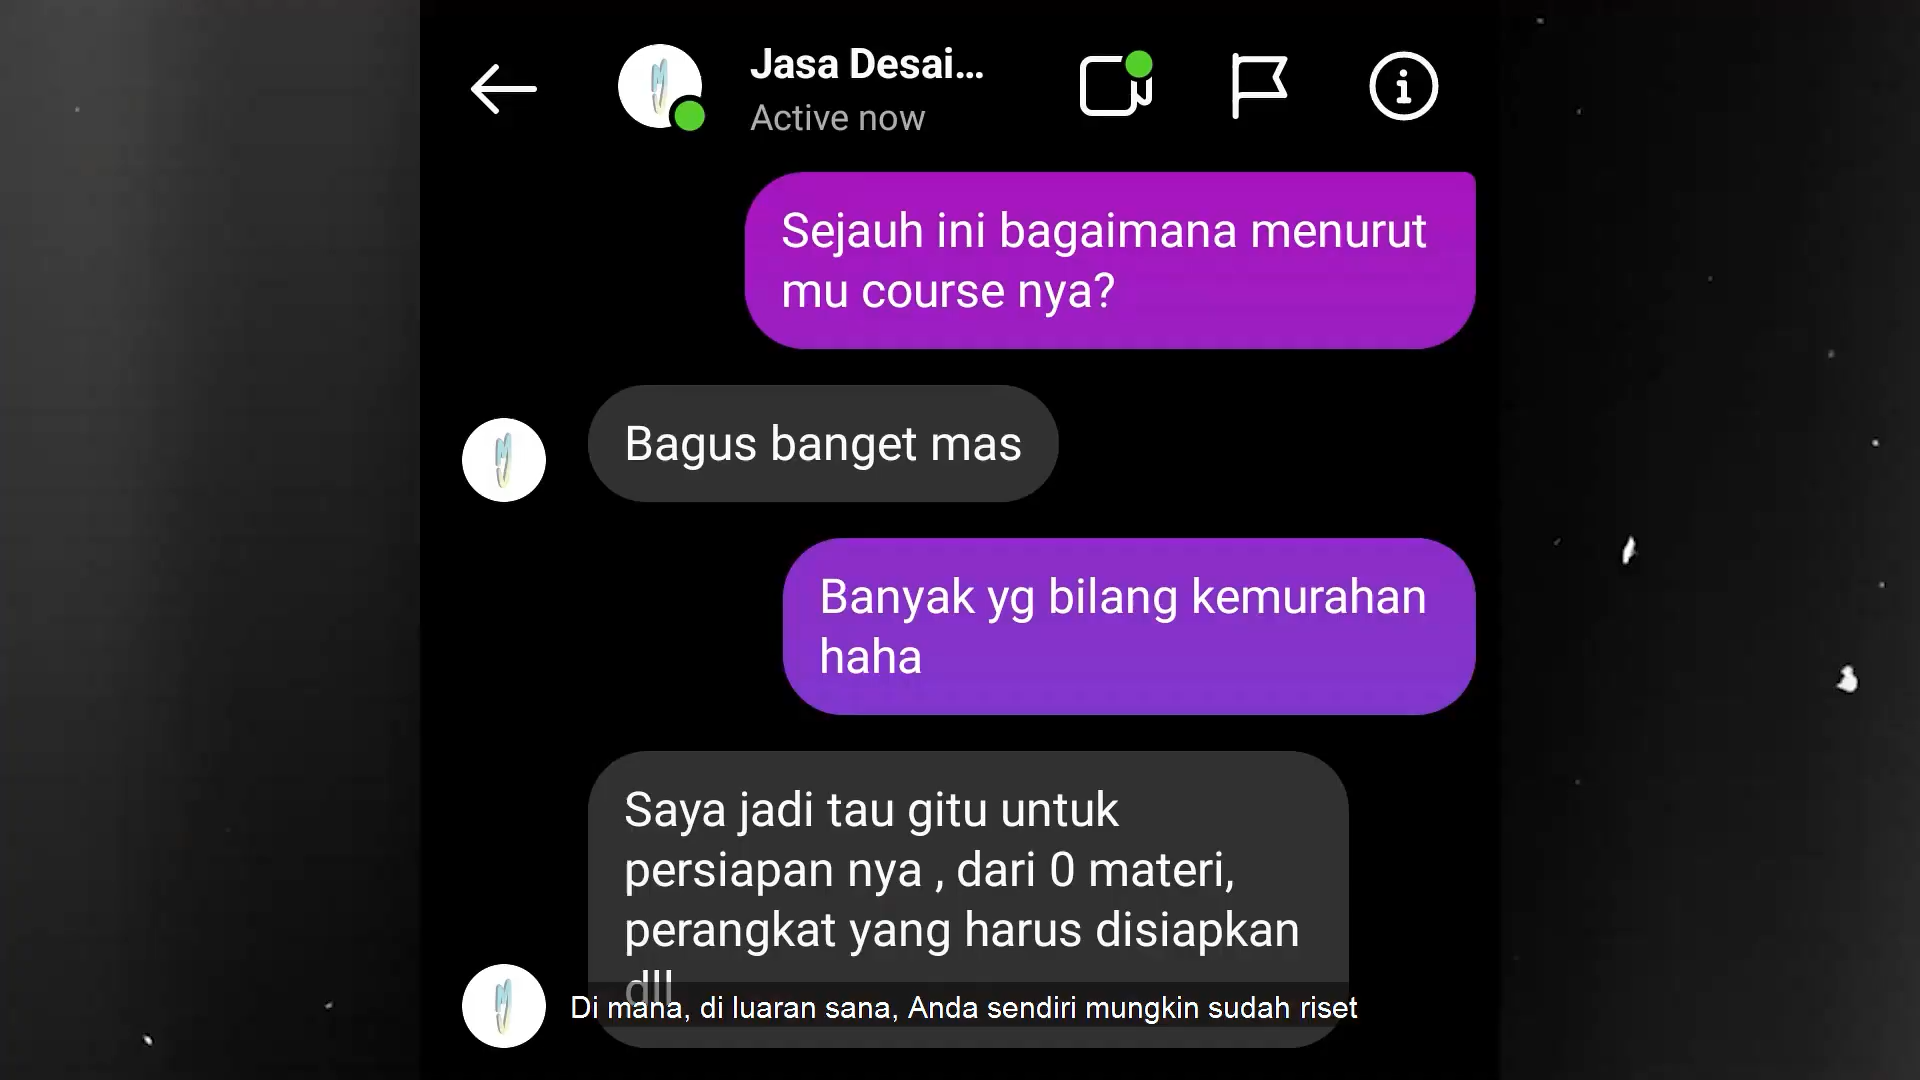 Jasa Desai...
Active now
Sejauh ini bagaimana menurut
mu course nya?
Bagus banget mas
Banyak yg bilang kemurahan
haha
Saya jadi tau gitu untuk
persiapan nya , dari 0 materi,
perangkat yang harus disiapkan
dll
Di mana, di luaran sana, Anda sendiri mungkin sudah riset